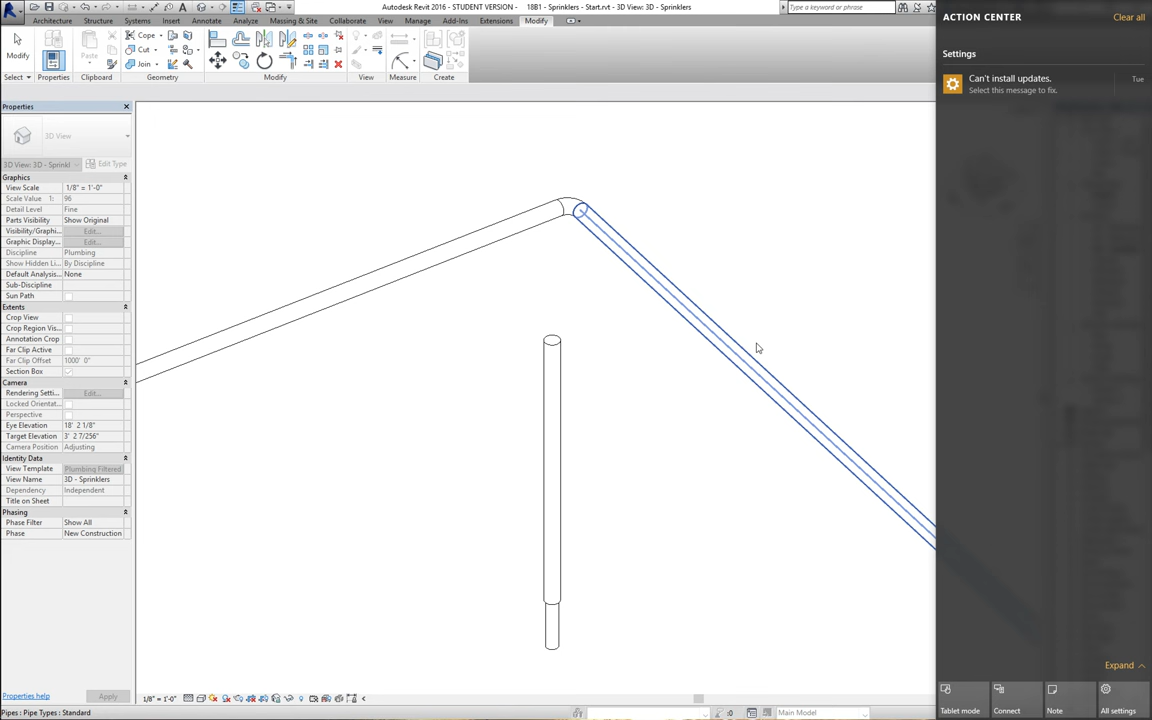 Autodesk Revit 2016 - STUDENT VERSION - 18B1 - Sprinklers - Start.rvt - 3D View: 3D - Sprinklers
Type a keyword or phrase
Architecture Structure Systems Insert Annotate Analyze Massing & Site Collaborate View Manage Add-Ins Extensions Modify
Modify
Properties
Paste
Cope
Cut
Join
Select Properties Clipboard Geometry Modify View Measure Create
Properties
3D View
3D View: 3D - Sprinkl Edit Type
Graphics
View Scale 1/8" = 1'-0"
Scale Value 1: 96
Detail Level Fine
Parts Visibility Show Original
Visibility/Graphi... Edit...
Graphic Display... Edit...
Discipline Plumbing
Show Hidden Li... By Discipline
Default Analysis... None
Sub-Discipline
Sun Path
Extents
Crop View
Crop Region Vis...
Annotation Crop
Far Clip Active
Far Clip Offset 1000' 0"
Section Box
Camera
Rendering Setti... Edit...
Locked Orientat...
Perspective
Eye Elevation 18' 2 1/8"
Target Elevation 3' 2 7/256"
Camera Position Adjusting
Identity Data
View Template Plumbing Filtered
View Name 3D - Sprinklers
Dependency Independent
Title on Sheet
Phasing
Phase Filter Show All
Phase New Construction
Properties help Apply
1/8" = 1'-0"
Pipes : Pipe Types : Standard
:0
Main Model
ACTION CENTER Clear all
Settings
Can't install updates. Tue
Select this message to fix.
Expand
Tablet mode Connect Note All settings